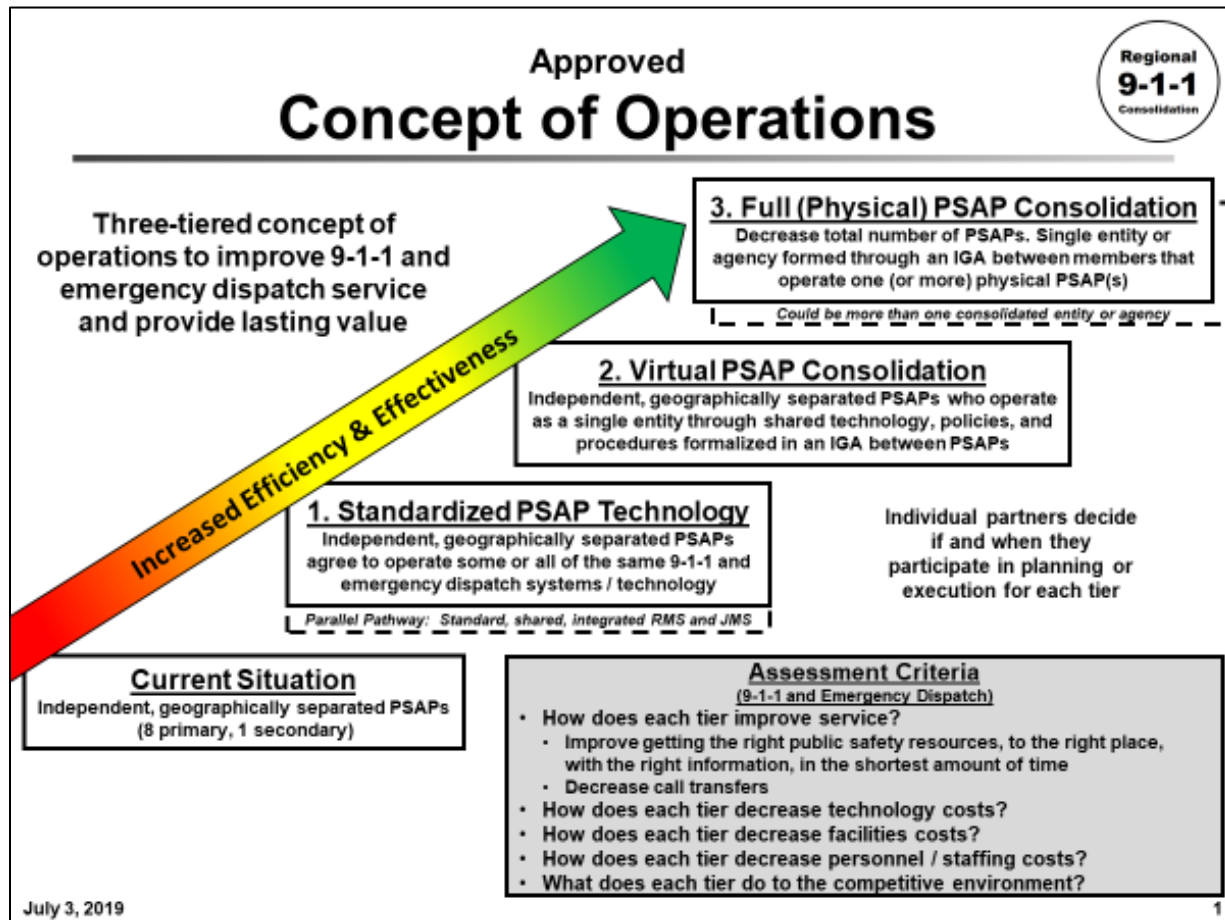 Approved
Concept of Operations
Regional
9-1-1
Consolidation
Three-tiered concept of
operations to improve 9-1-1 and
emergency dispatch service
and provide lasting value
Increased Efficiency & Effectiveness
3. Full (Physical) PSAP Consolidation
Decrease total number of PSAPs. Single entity or
agency formed through an IGA between members that
operate one (or more) physical PSAP(s)
Could be more than one consolidated entity or agency
2. Virtual PSAP Consolidation
Independent, geographically separated PSAPs who operate
as a single entity through shared technology, policies, and
procedures formalized in an IGA between PSAPs
1. Standardized PSAP Technology
Independent, geographically separated PSAPs
agree to operate some or all of the same 9-1-1 and
emergency dispatch systems / technology
Parallel Pathway: Standard, shared, integrated RMS and JMS
Individual partners decide
if and when they
participate in planning or
execution for each tier
Current Situation
Independent, geographically separated PSAPs
(8 primary, 1 secondary)
Assessment Criteria
(9-1-1 and Emergency Dispatch)
• How does each tier improve service?
• Improve getting the right public safety resources, to the right place,
with the right information, in the shortest amount of time
• Decrease call transfers
• How does each tier decrease technology costs?
• How does each tier decrease facilities costs?
• How does each tier decrease personnel / staffing costs?
• What does each tier do to the competitive environment?
July 3, 2019
1